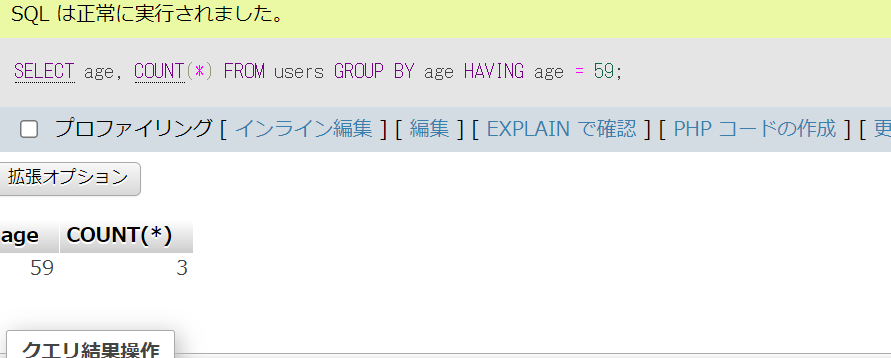 SQL は正常に実行されました。
SELECT age, COUNT(*) FROM users GROUP BY age HAVING age = 59;
プロファイリング [ インライン編集 ] [ 編集 ] [ EXPLAIN で確認 ] [ PHP コードの作成 ] [ 更
拡張オプション
age COUNT(*)
59 3
クエリ結果操作